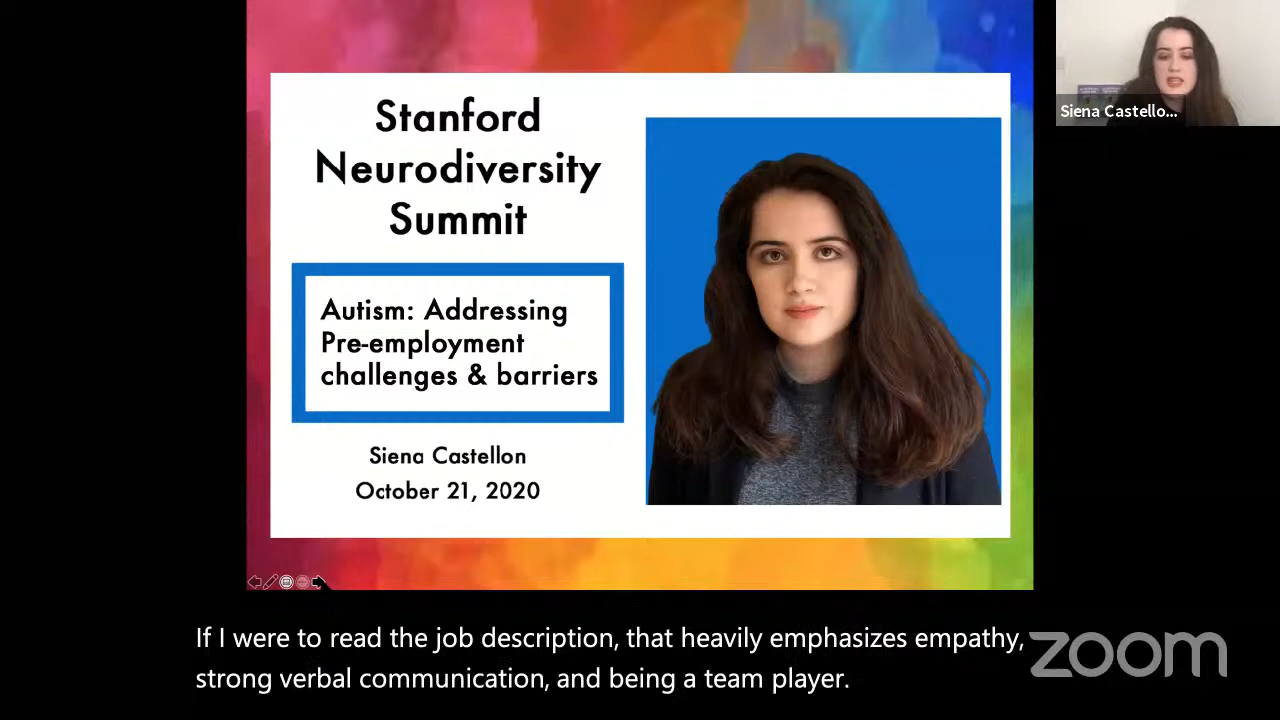 Stanford
Neurodiversity
Summit
Autism: Addressing
Pre-employment
challenges & barriers
Siena Castellon
October 21, 2020
Siena Castello...
If I were to read the job description, that heavily emphasizes empathy,
strong verbal communication, and being a team player.
zoom